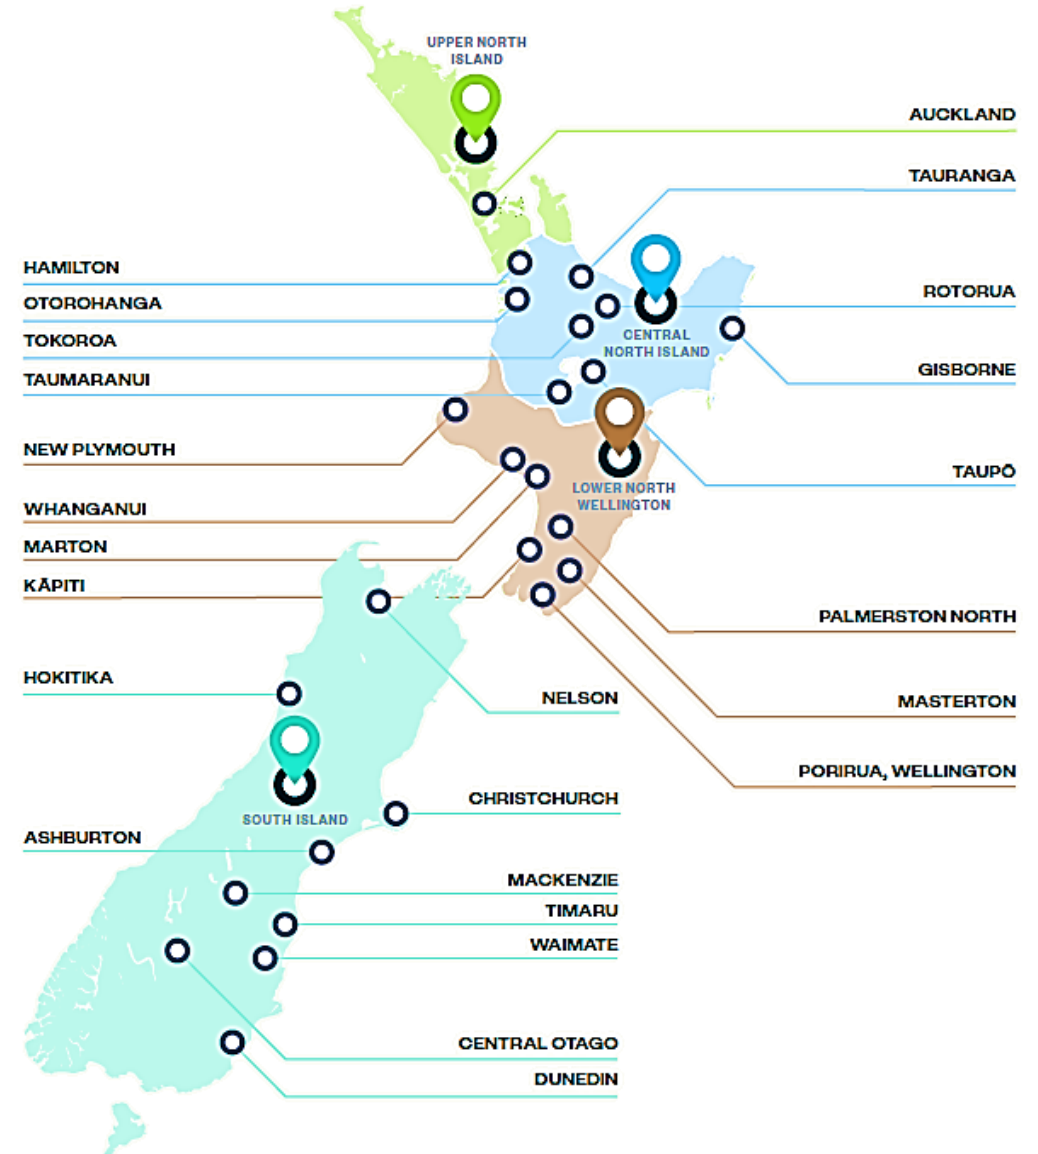 UPPER NORTH
ISLAND
AUCKLAND
TAURANGA
HAMILTON
ROTORUA
OTOROHANGA
CENTRAL
NORTH ISLAND
TOKOROA
GISBORNE
TAUMARANUI
NEW PLYMOUTH
TAUPŌ
LOWER NORTH
WELLINGTON
WHANGANUI
MARTON
KĀPITI
PALMERSTON NORTH
HOKITIKA
NELSON
MASTERTON
PORIRUA, WELLINGTON
CHRISTCHURCH
SOUTH ISLAND
ASHBURTON
MACKENZIE
TIMARU
WAIMATE
CENTRAL OTAGO
DUNEDIN